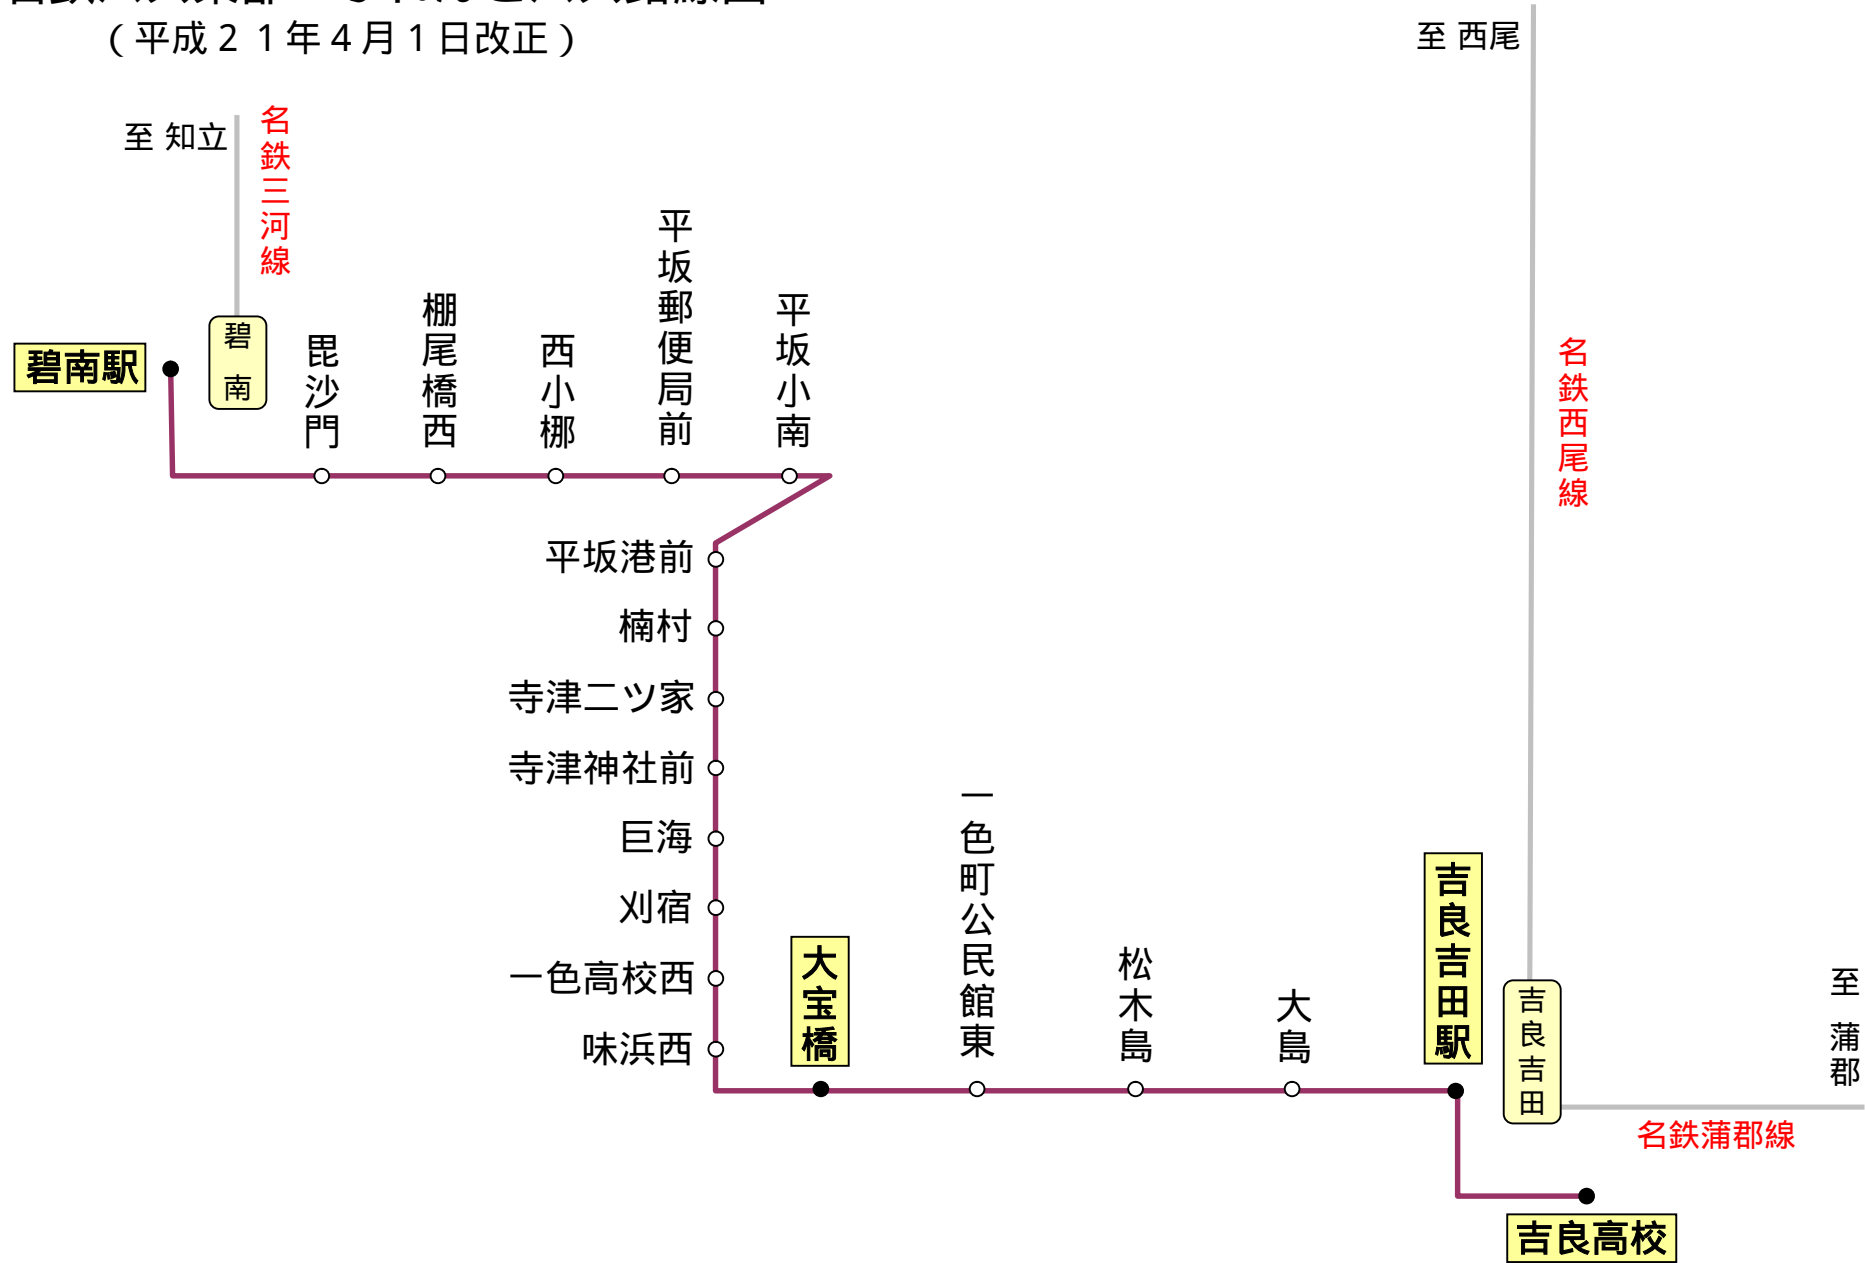 （平成２１年４月１日改正）
至 西尾
至 知立
名鉄三河線
碧南駅
碧南
毘沙門
棚尾橋西
西小梛
平坂郵便局前
平坂小南
名鉄西尾線
平坂港前
楠村
寺津二ツ家
寺津神社前
巨海
刈宿
一色高校西
味浜西
大宝橋
一色町公民館東
松木島
大島
吉良吉田駅
吉良吉田
至 蒲郡
名鉄蒲郡線
吉良高校